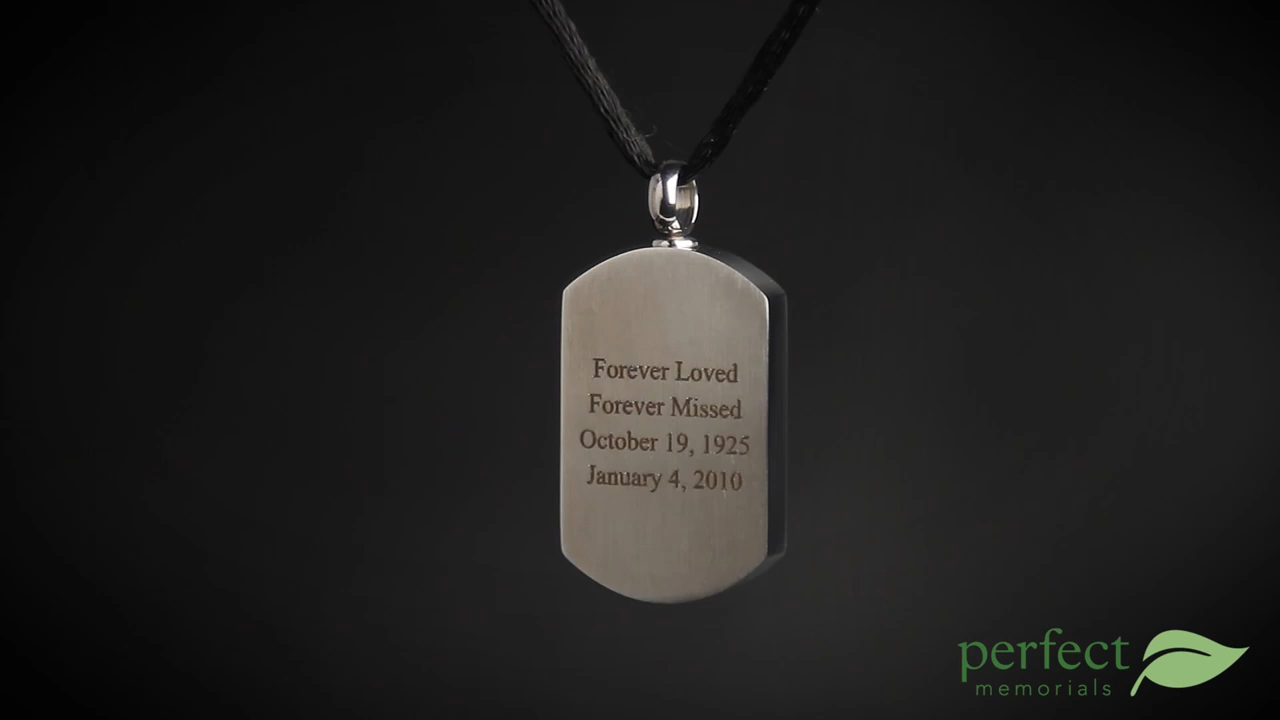 Forever Loved
Forever Missed
October 19, 1925
January 4, 2010
perfect
memorials